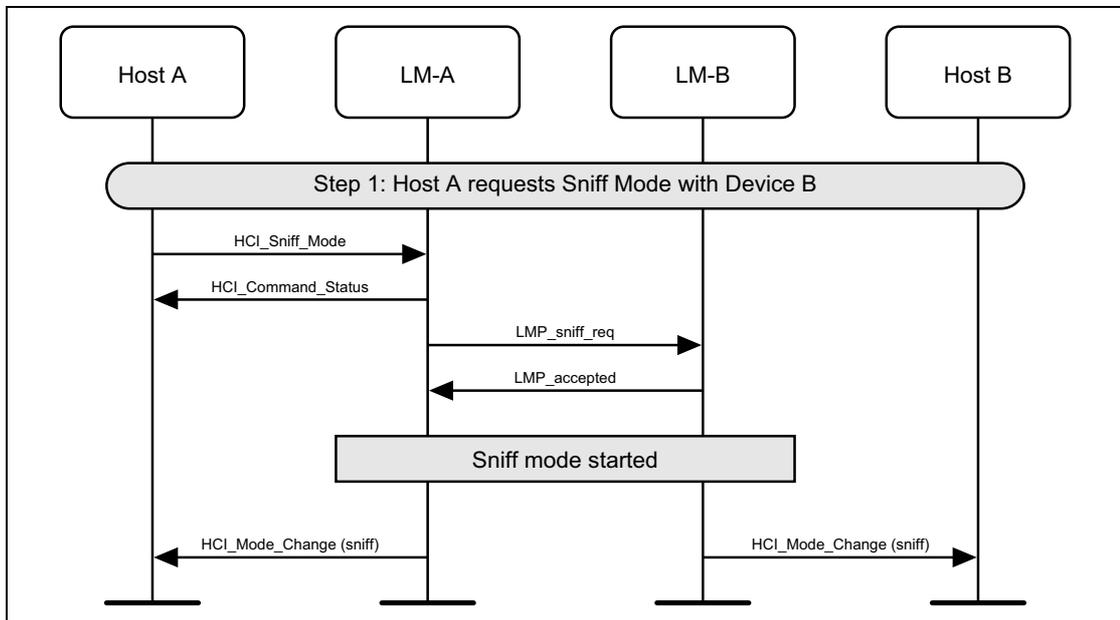 Host A
LM-A
LM-B
Host B
Step 1: Host A requests Sniff Mode with Device B
HCI_Sniff_Mode
HCI_Command_Status
LMP_sniff_req
LMP_accepted
Sniff mode started
HCI_Mode_Change (sniff)
HCI_Mode_Change (sniff)